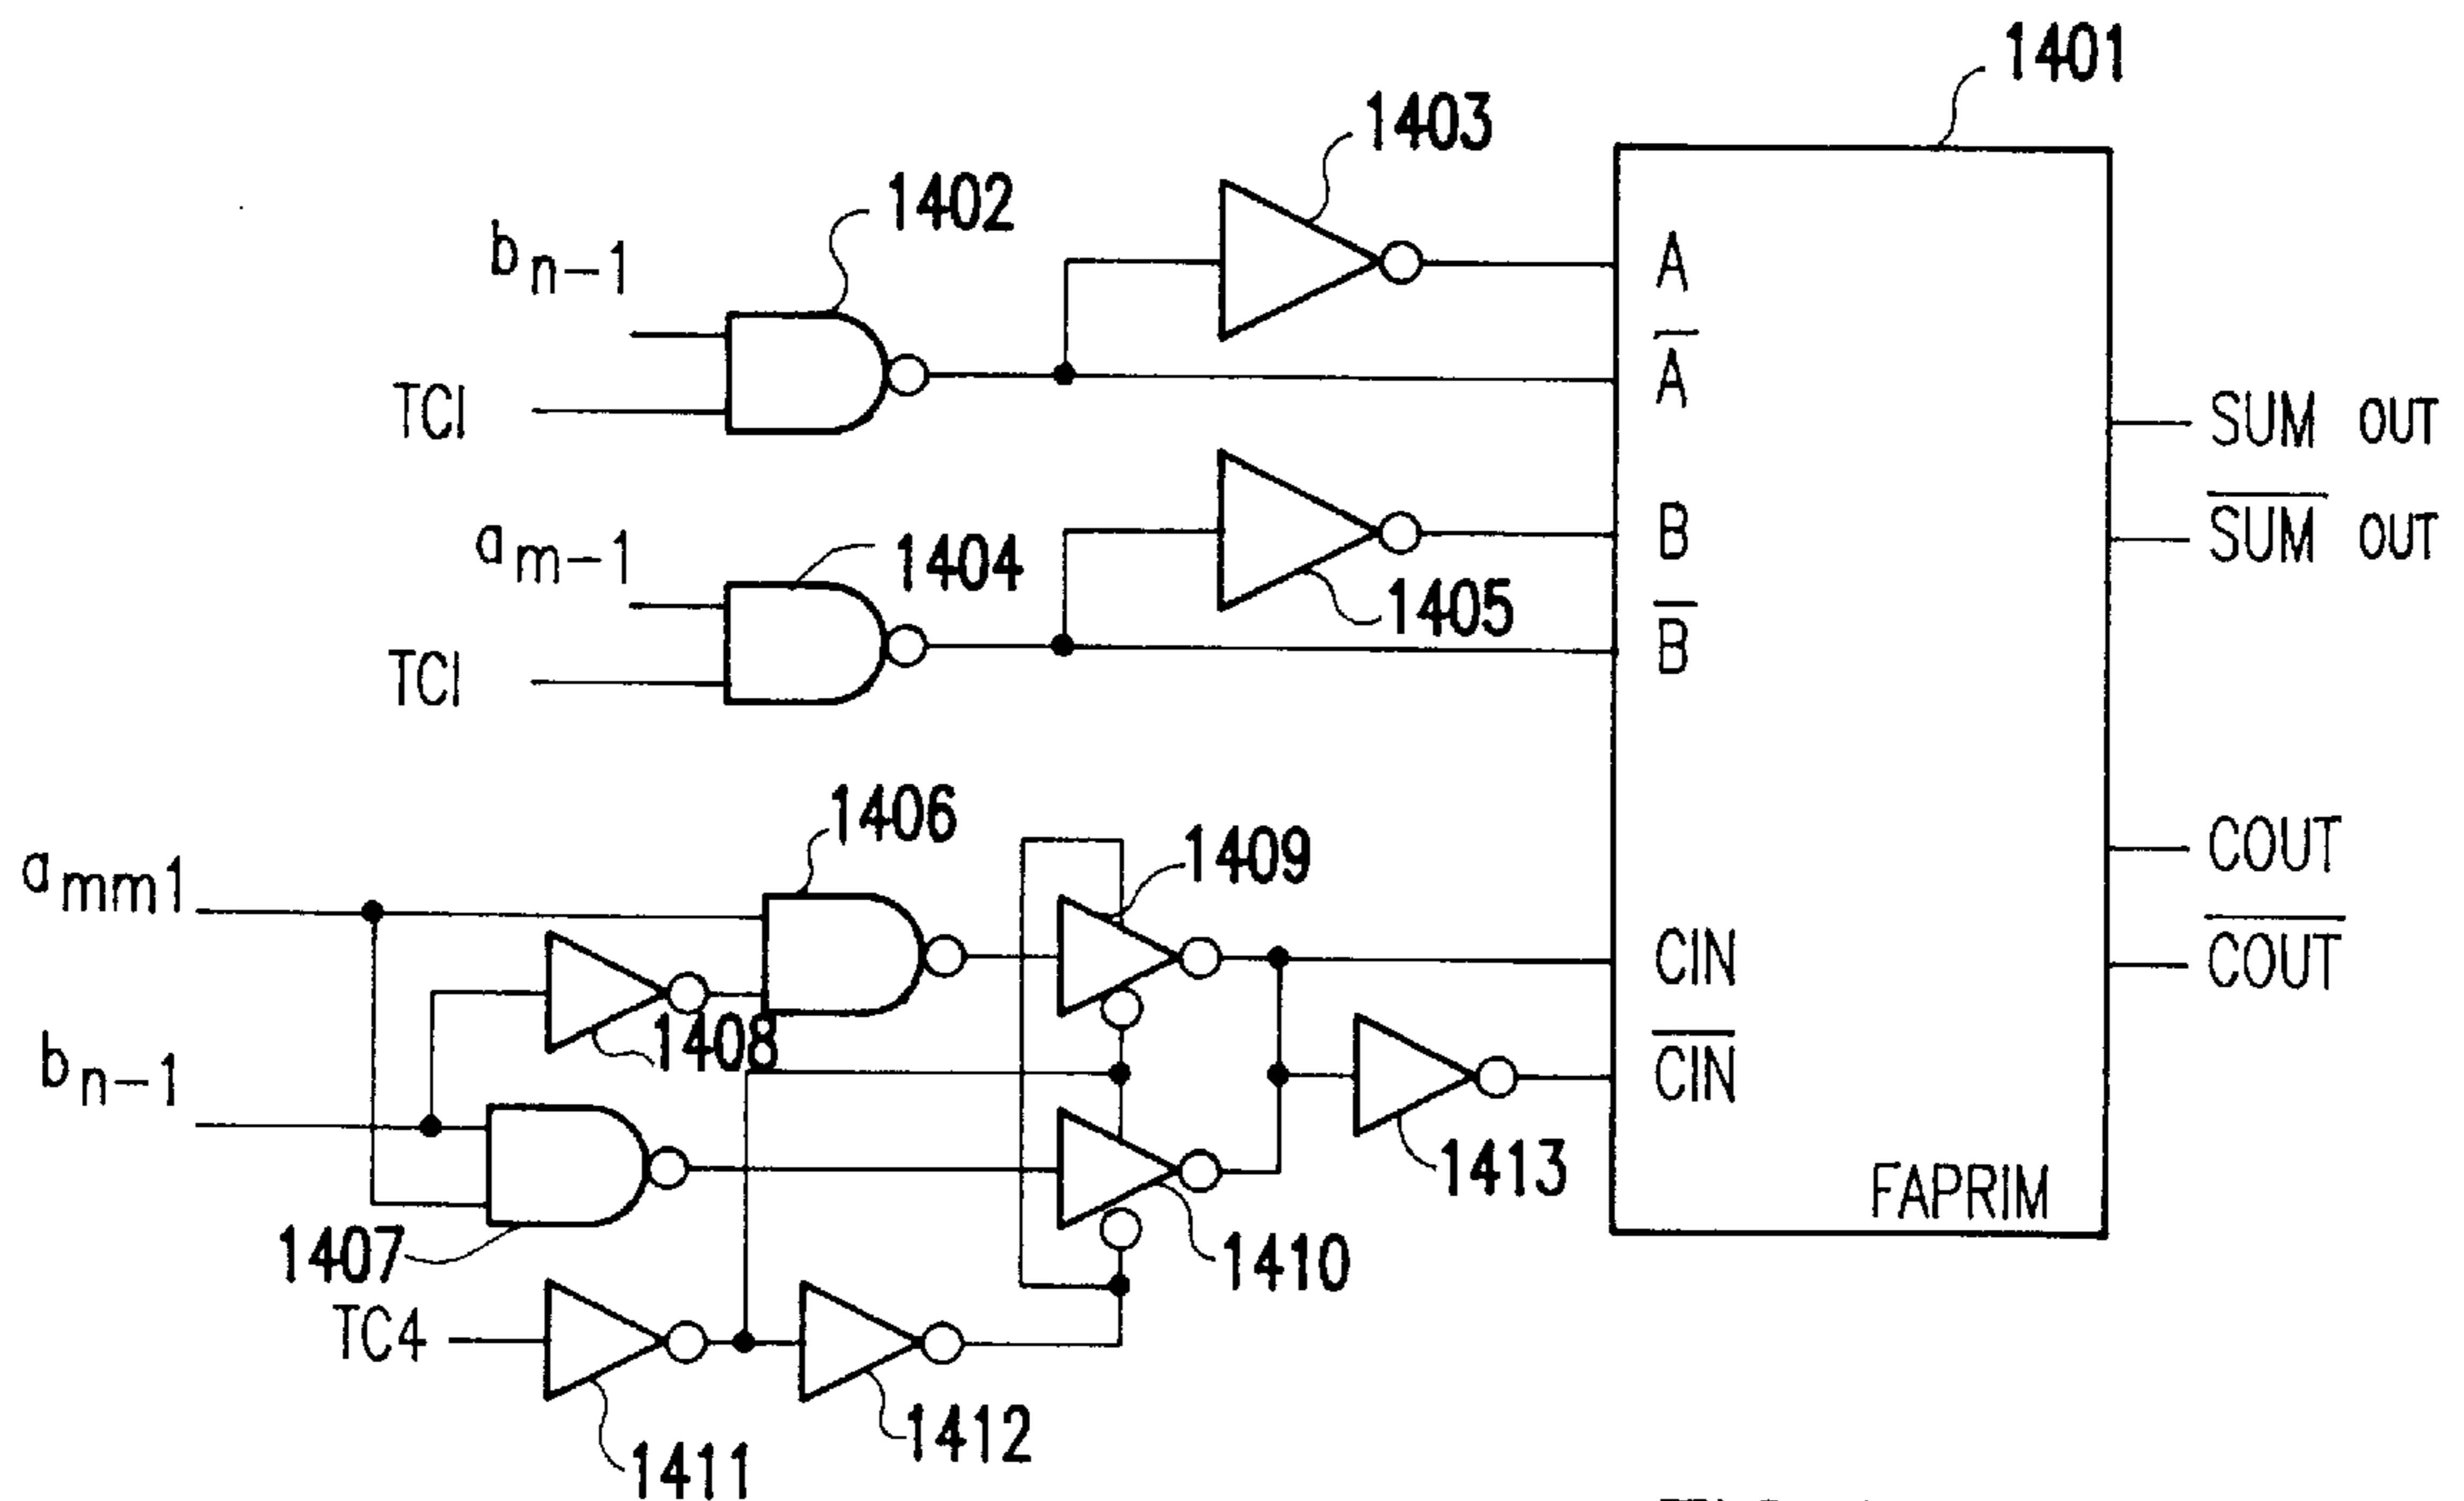 1401
1403
1402
b n-1
A
A
TCI
SUM OUT
SUM OUT
a m-1
1404
B
1405
B
TCI
1406
1409
COUT
a mm1
CIN
COUT
1408
b n-1
CIN
1413
FAPRIM
1407
1410
TC4
1412
1411